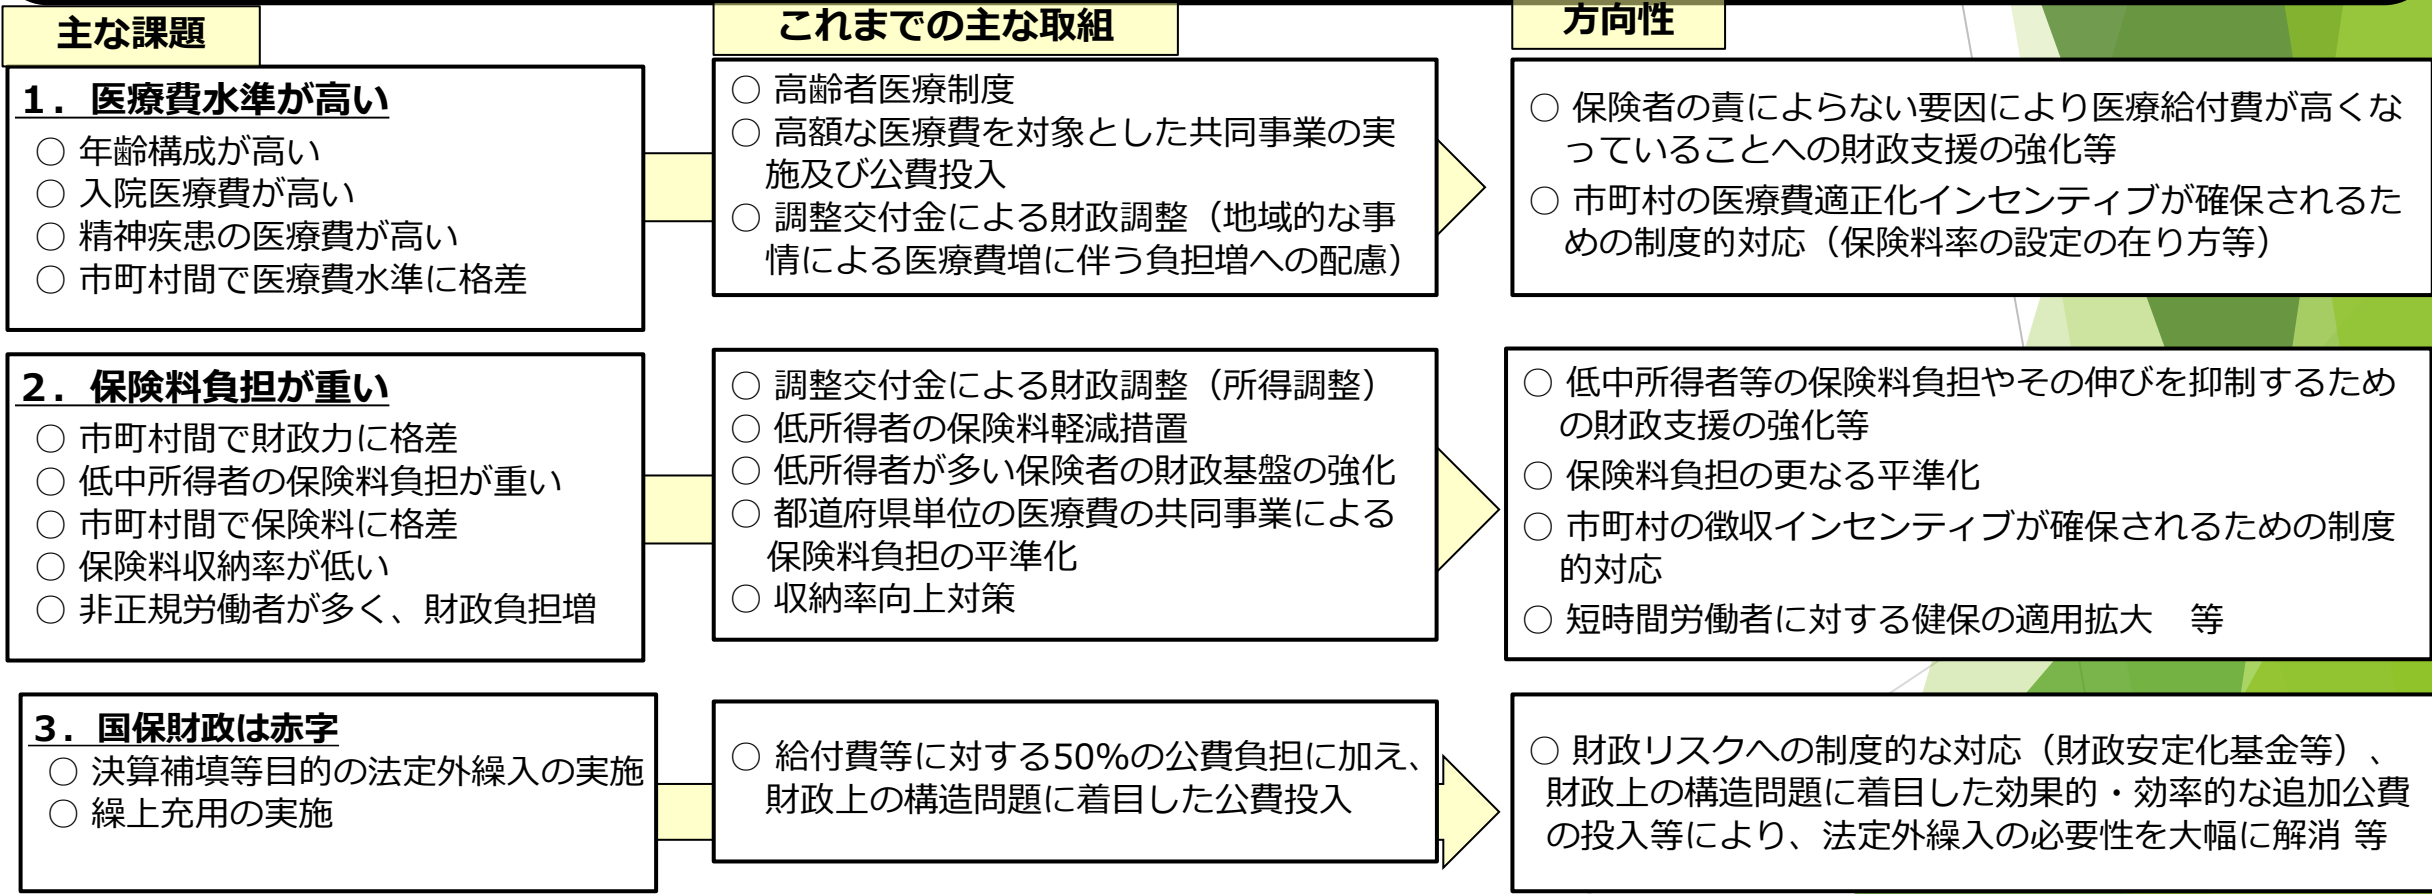 主な課題
これまでの主な取組
方向性
１．医療費水準が高い
○ 年齢構成が高い
○ 入院医療費が高い
○ 精神疾患の医療費が高い
○ 市町村間で医療費水準に格差
○ 高齢者医療制度
○ 高額な医療費を対象とした共同事業の実
施及び公費投入
○ 調整交付金による財政調整（地域的な事
情による医療費増に伴う負担増への配慮）
○ 保険者の責によらない要因により医療給付費が高くな
っていることへの財政支援の強化等
○ 市町村の医療費適正化インセンティブが確保されるた
めの制度的対応（保険料率の設定の在り方等）
２．保険料負担が重い
○ 市町村間で財政力に格差
○ 低中所得者の保険料負担が重い
○ 市町村間で保険料に格差
○ 保険料収納率が低い
○ 非正規労働者が多く、財政負担増
○ 調整交付金による財政調整（所得調整）
○ 低所得者の保険料軽減措置
○ 低所得者が多い保険者の財政基盤の強化
○ 都道府県単位の医療費の共同事業による
保険料負担の平準化
○ 収納率向上対策
○ 低中所得者等の保険料負担やその伸びを抑制するため
の財政支援の強化等
○ 保険料負担の更なる平準化
○ 市町村の徴収インセンティブが確保されるための制度
的対応
○ 短時間労働者に対する健保の適用拡大　等
３．国保財政は赤字
○ 決算補填等目的の法定外繰入の実施
○ 繰上充用の実施
○ 給付費等に対する50%の公費負担に加え、
財政上の構造問題に着目した公費投入
○ 財政リスクへの制度的な対応（財政安定化基金等）、
財政上の構造問題に着目した効果的・効率的な追加公費
の投入等により、法定外繰入の必要性を大幅に解消 等